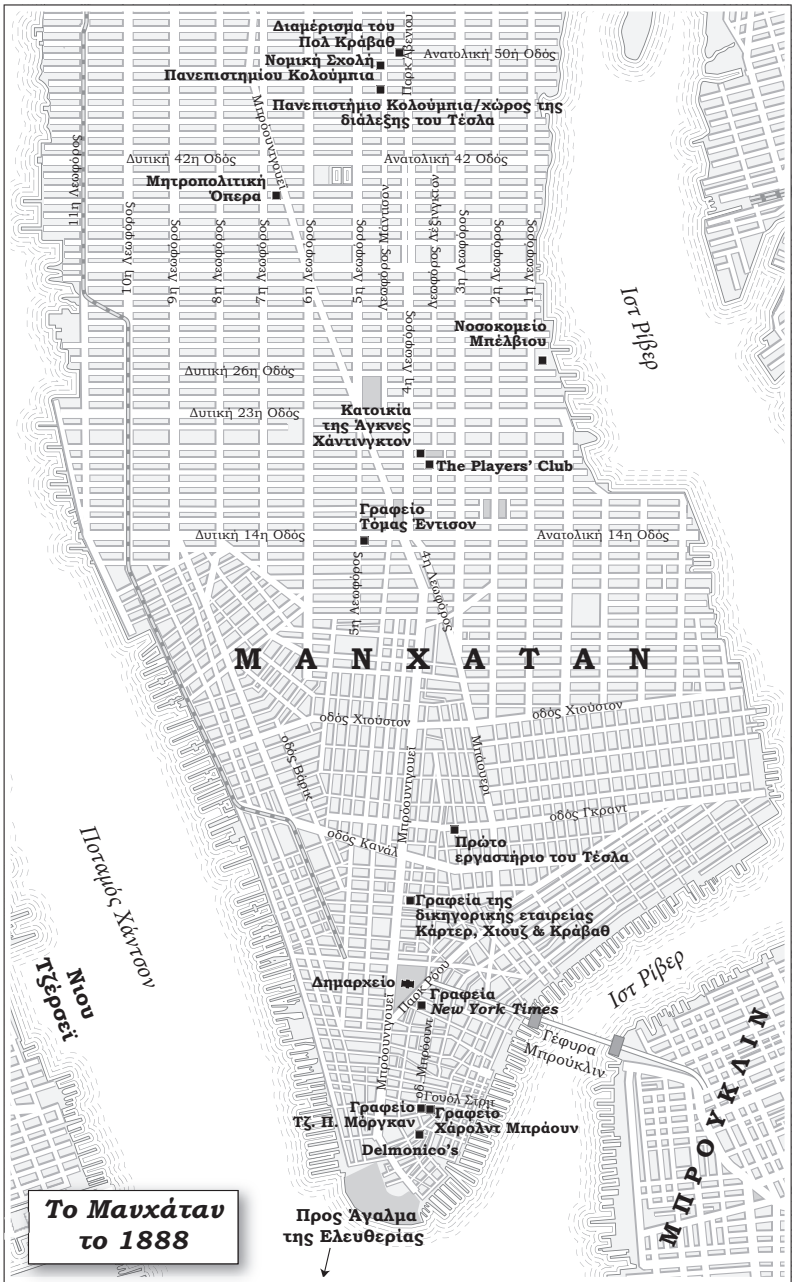 Διαμέρισμα του
Πολ Κράβαθ
Νομική Σχολή
Πανεπιστημίου Κολούμπια
Παρκ Άβενιου
Ανατολική 50ή Οδός
Πανεπιστήμιο Κολούμπια/χώρος της
διάλεξης του Τέσλα
Μπρόουντγουεϊ
Δυτική 42η Οδός
Ανατολική 42 Οδός
Μητροπολιτική
Όπερα
11η Λεωφόρος
10η Λεωφόρος
9η Λεωφόρος
8η Λεωφόρος
7η Λεωφόρος
6η Λεωφόρος
5η Λεωφόρος
Λεωφόρος Μάντισον
Λεωφόρος Λέξινγκτον
3η Λεωφόρος
2η Λεωφόρος
1η Λεωφόρος
4η Λεωφόρος
Ιστ Ρίβερ
Νοσοκομείο
Μπέλβιου
Δυτική 26η Οδός
Δυτική 23η Οδός
Κατοικία
της Άγκνες
Χάντινγκτον
The Players' Club
Γραφείο
Τόμας Έντισον
Δυτική 14η Οδός
Ανατολική 14η Οδός
5η Λεωφόρος
4η Λεωφόρος
ΜΑΝΧΑΤΑΝ
οδός Χιούστον
οδός Χιούστον
οδός Βάρικ
Μπρόουντγουεϊ
Μπάουερι
οδός Γκραντ
οδός Κανάλ
Πρώτο
εργαστήριο του Τέσλα
Ποταμός Χάντσον
Γραφεία της
δικηγορικής εταιρείας
Κάρτερ, Χιουζ & Κράβαθ
Νιου
Τζέρσεϊ
Δημαρχείο
Παρκ Ρόου
Γραφεία
New York Times
Ιστ Ρίβερ
Γέφυρα
Μπρούκλιν
Μπρόουντγουεϊ
οδ. Μπρόουντ
Γουόλ Στριτ
Γραφείο
Τζ. Π. Μόργκαν
Γραφείο
Χάρολντ Μπράουν
Delmonico's
ΜΠΡΟΥΚΛΙΝ
Το Μανχάταν
το 1888
Προς Άγαλμα
της Ελευθερίας